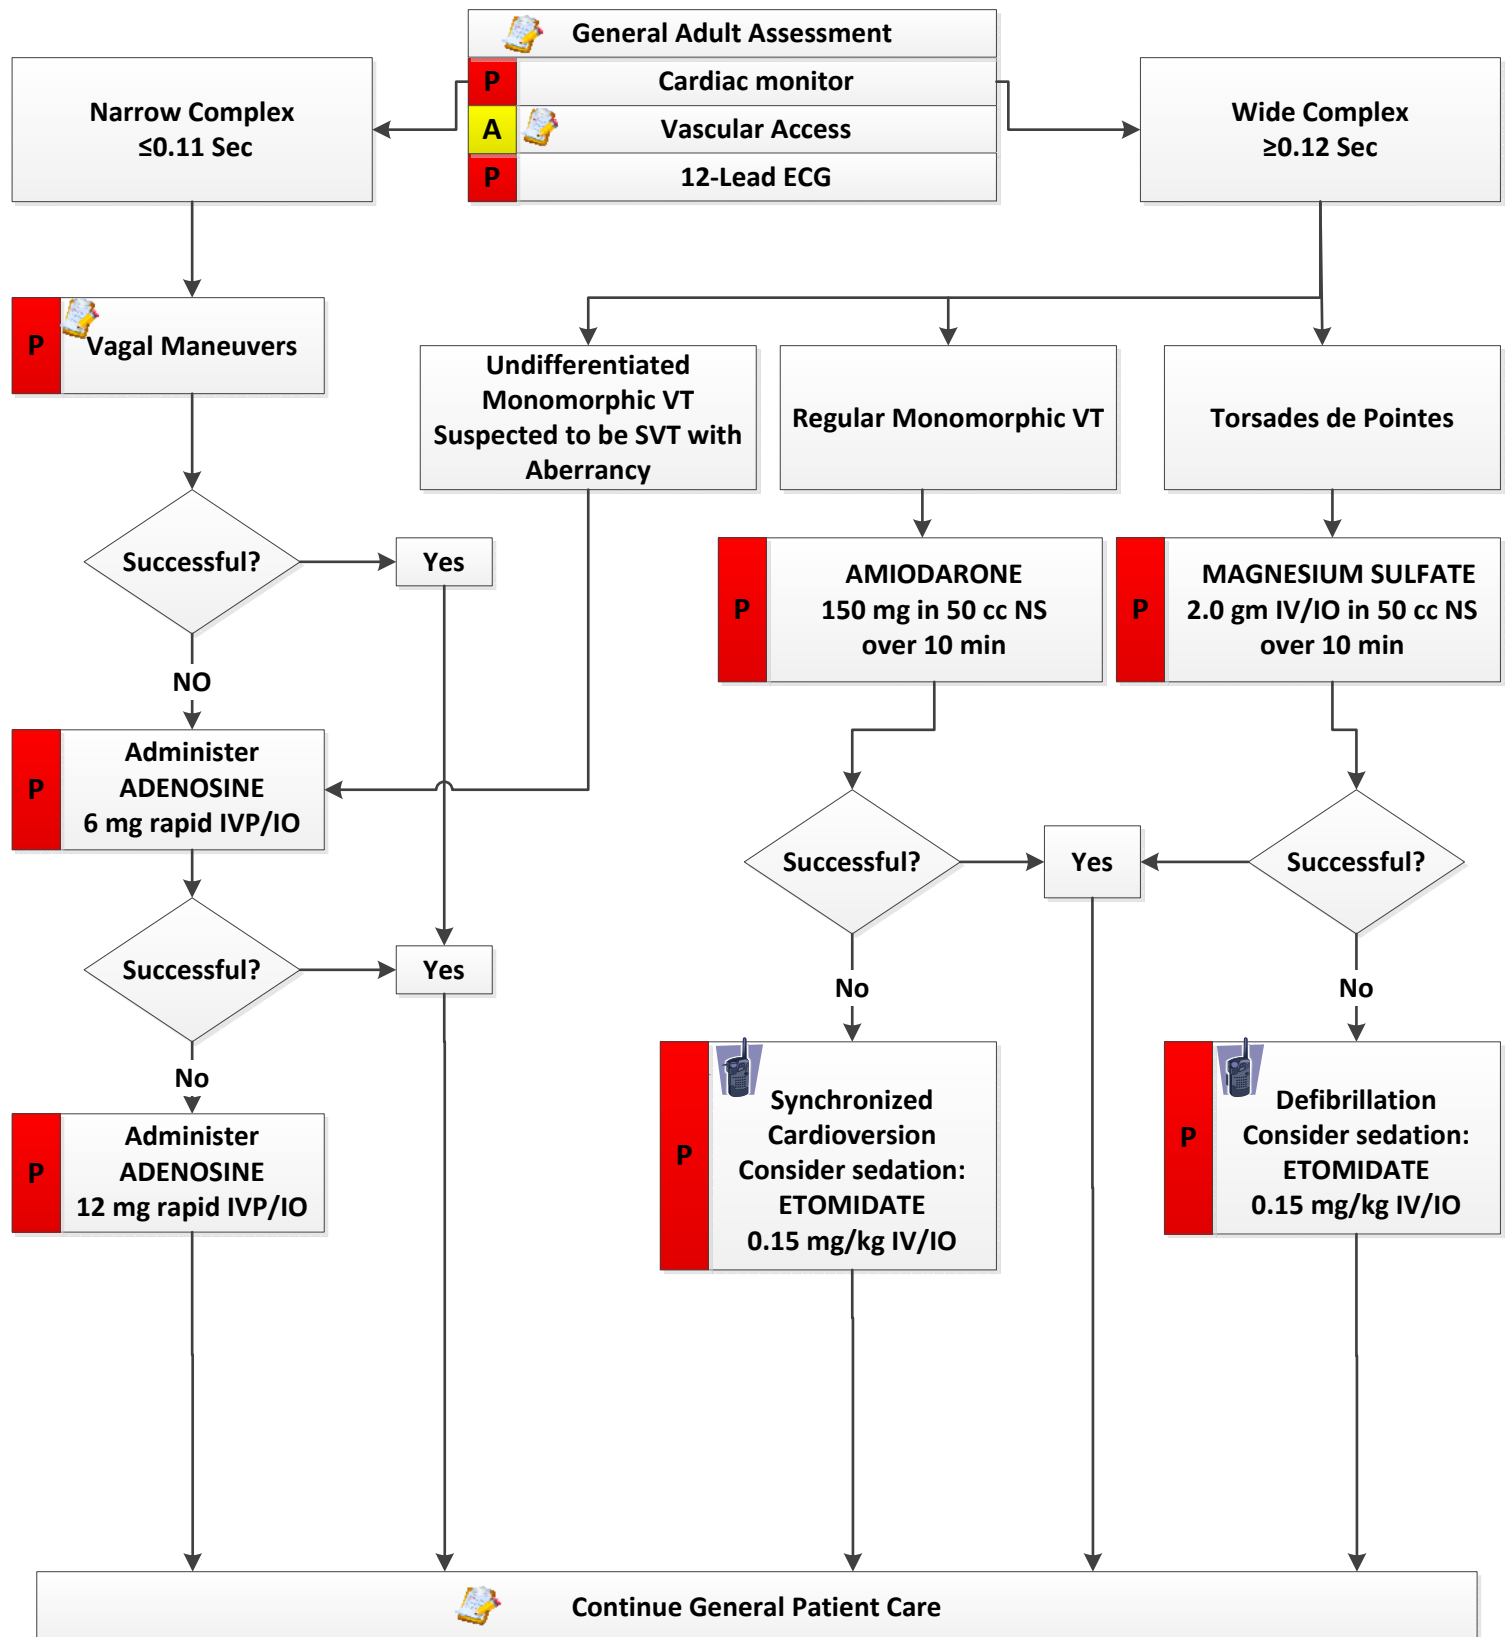 General Adult Assessment
P
Cardiac monitor
A
Vascular Access
P
12-Lead ECG
Narrow Complex
≤0.11 Sec
Wide Complex
≥0.12 Sec
P
Vagal Maneuvers
Undifferentiated
Monomorphic VT
Suspected to be SVT with
Aberrancy
Regular Monomorphic VT
Torsades de Pointes
Successful?
Yes
NO
P
AMIODARONE
150 mg in 50 cc NS
over 10 min
P
MAGNESIUM SULFATE
2.0 gm IV/IO in 50 cc NS
over 10 min
P
Administer
ADENOSINE
6 mg rapid IVP/IO
Successful?
Yes
Successful?
Successful?
Yes
No
No
No
P
Administer
ADENOSINE
12 mg rapid IVP/IO
P
Synchronized
Cardioversion
Consider sedation:
ETOMIDATE
0.15 mg/kg IV/IO
P
Defibrillation
Consider sedation:
ETOMIDATE
0.15 mg/kg IV/IO
Continue General Patient Care